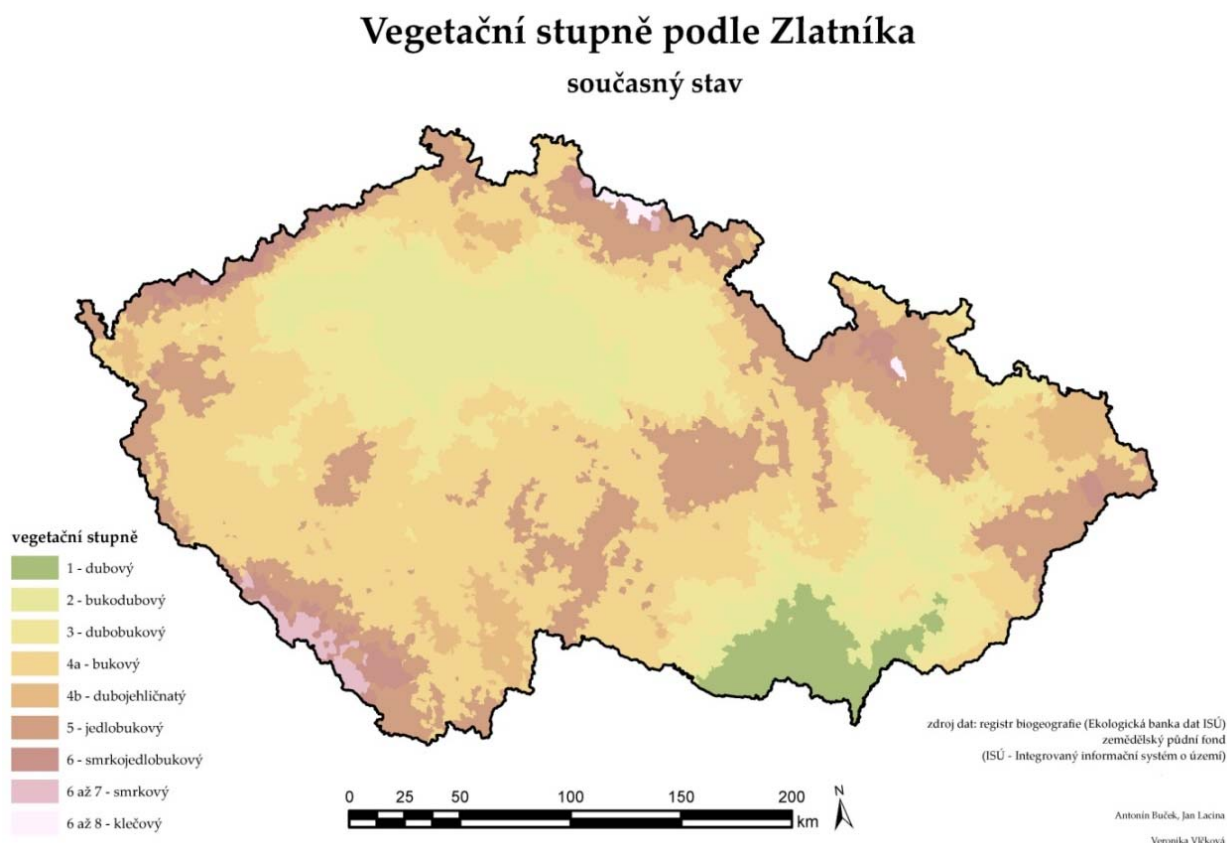 Vegetační stupně podle Zlatníka
současný stav
vegetační stupně
1 - dubový
2 - bukodubový
3 - dubobukový
4a - bukový
4b - dubojehličnatý
5 - jedlobukový
6 - smrkojedlobukový
6 až 7 - smrkový
6 až 8 - klečový
0 25 50 100 150 200
km
N
zdroj dat: registr biogeografie (Ekologická banka dat ISÚ)
zemědělský půdní fond
(ISÚ - Integrovaný informační systém o území)
Antonín Buček, Jan Lacina
Veronika Vlčková